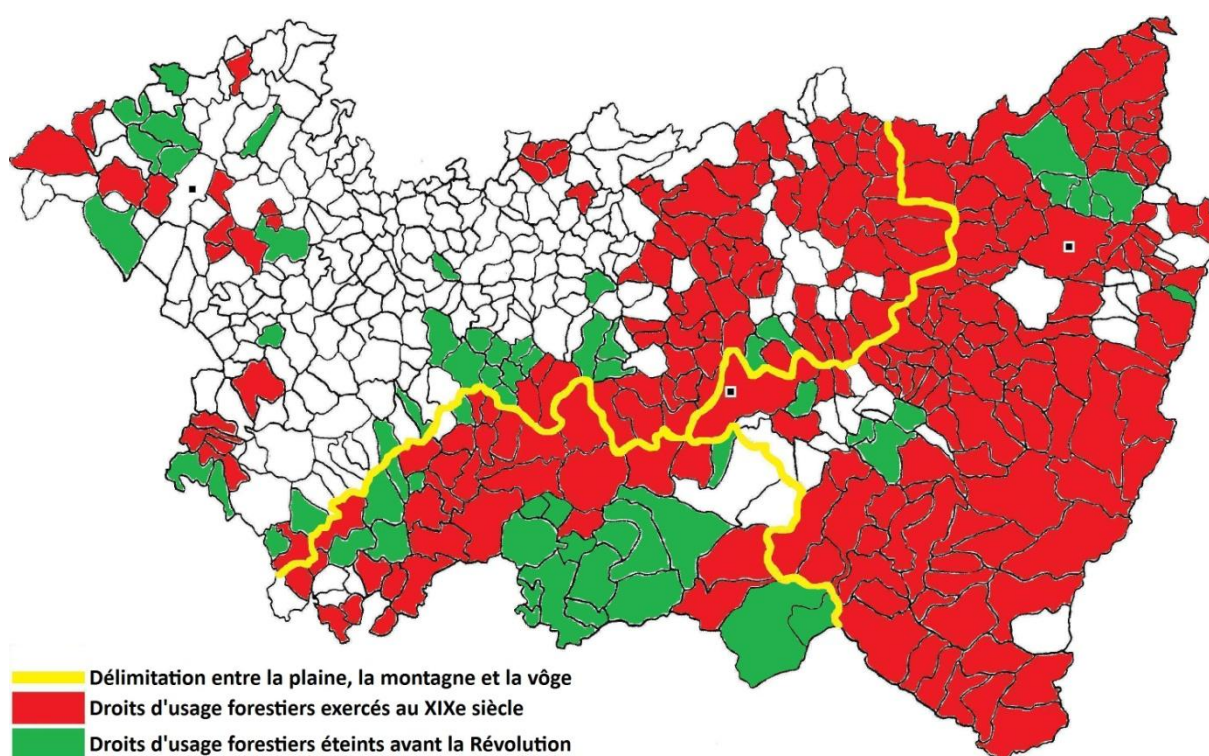 Délimitation entre la plaine, la montagne et la vôge
Droits d'usage forestiers exercés au XIXe siècle
Droits d'usage forestiers éteints avant la Révolution